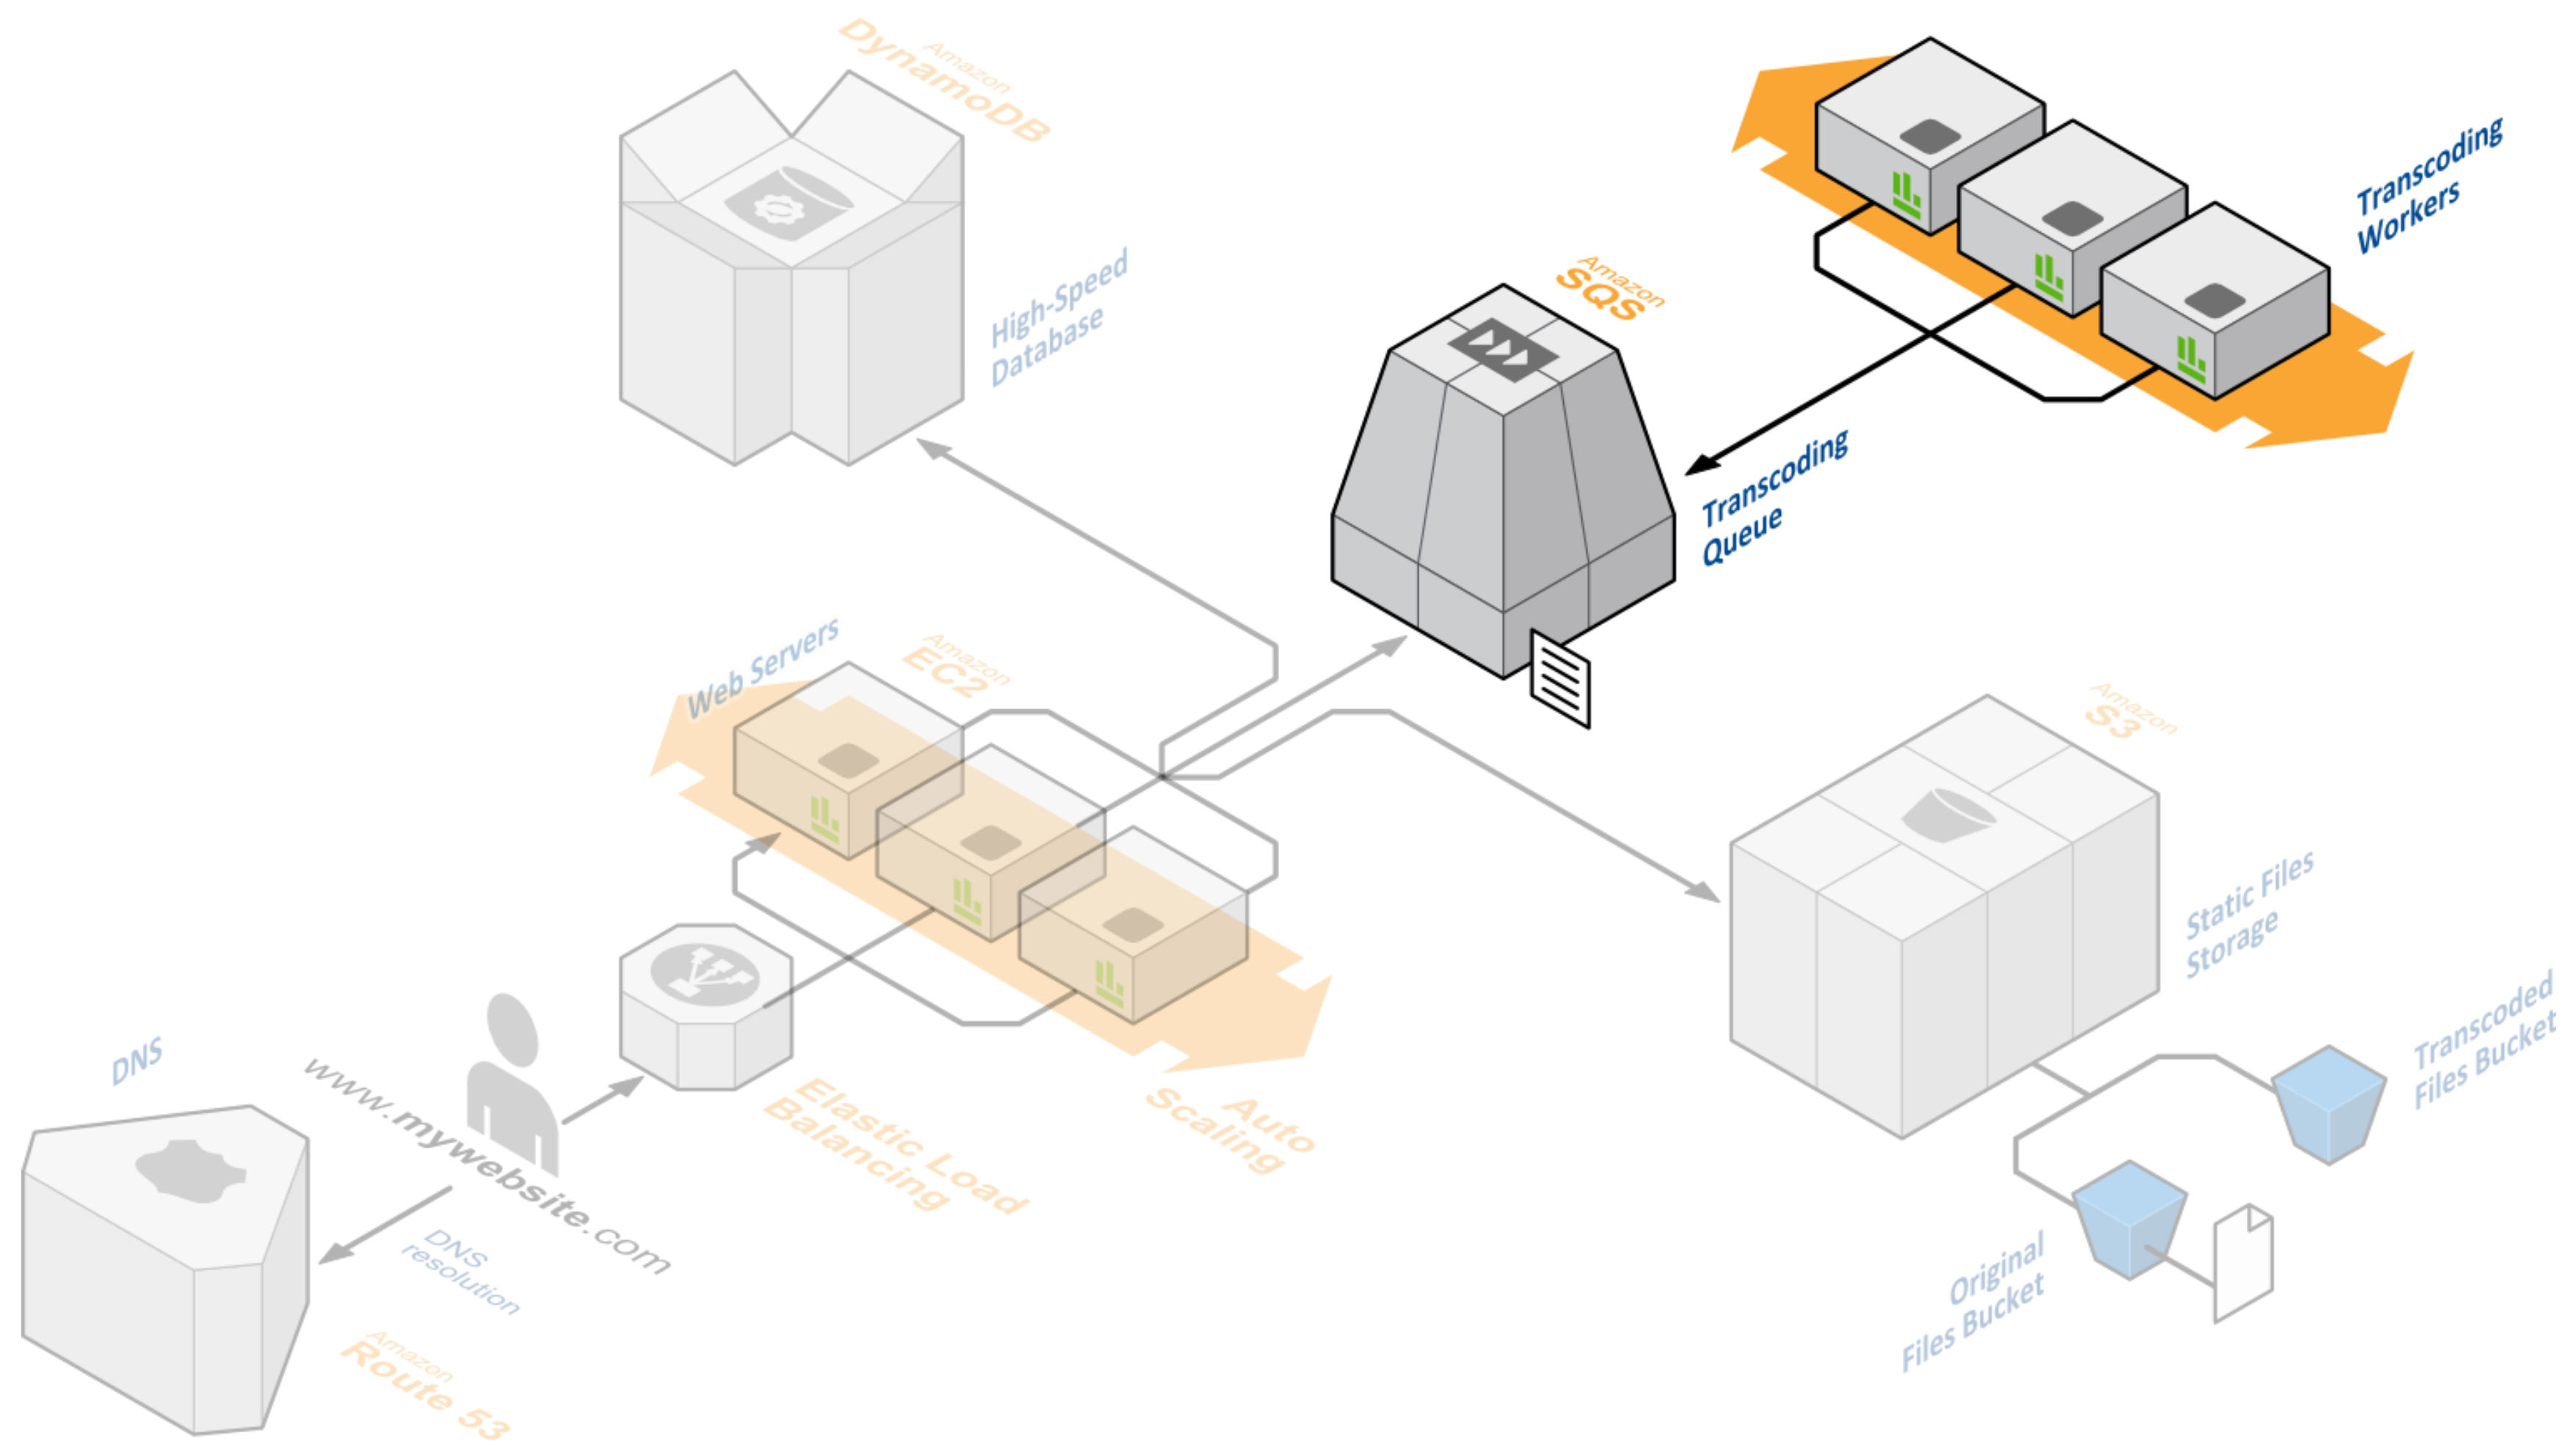 Amazon
DynamoDB
High-Speed
Database
Amazon
SQS
Transcoding
Queue
Transcoding
Workers
Web Servers
Amazon
EC2
Amazon
S3
Static Files
Storage
Transcoded
Files Bucket
Original
Files Bucket
Elastic Load
Balancing
Auto
Scaling
DNS
www.mywebsite.com
DNS
resolution
Amazon
Route 53